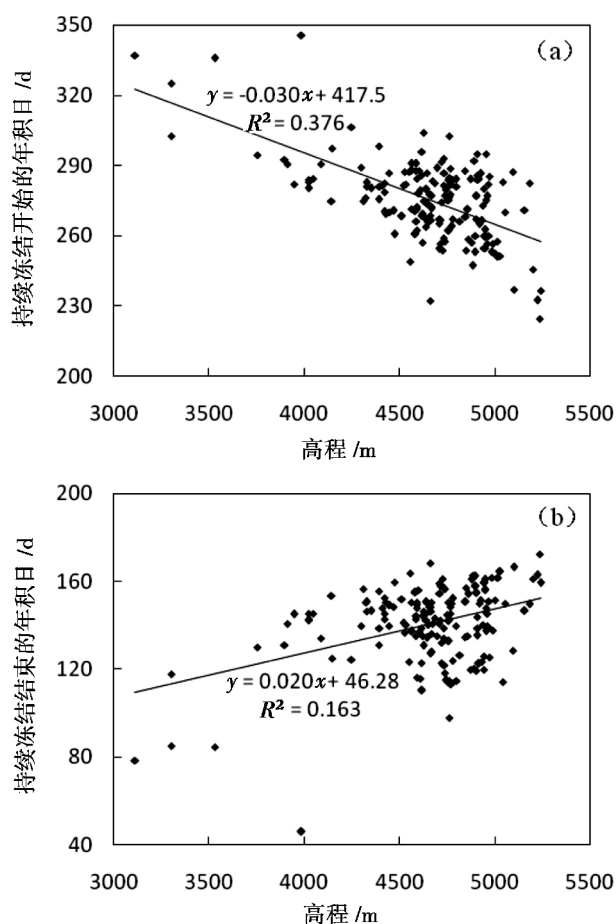 350
（a）
320
y = -0.030x + 417.5
R² = 0.376
290
260
230
200
3000 3500 4000 4500 5000 5500
高程 /m
持续冻结开始的年积日 /d
200
（b）
160
120
y = 0.020x + 46.28
R² = 0.163
80
40
3000 3500 4000 4500 5000 5500
高程 /m
持续冻结结束的年积日 /d